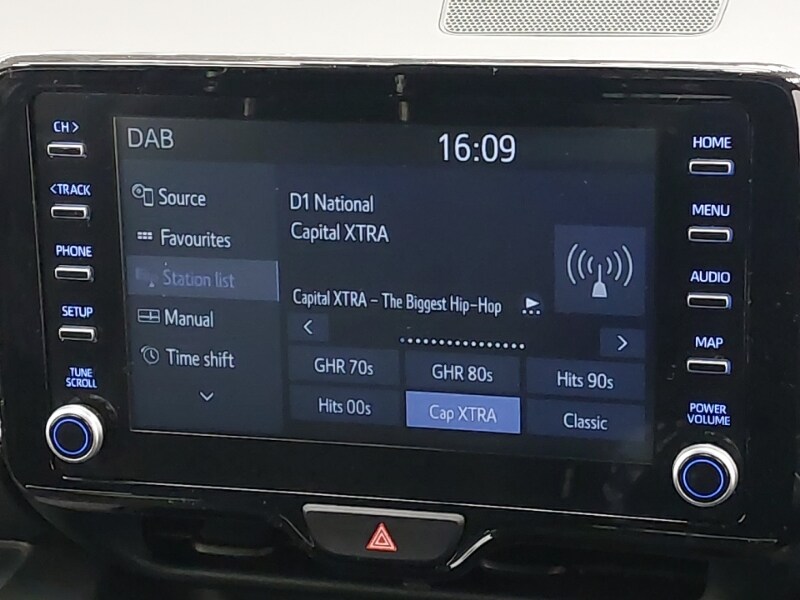 CH >
<TRACK
PHONE
SETUP
TUNE
SCROLL
DAB
16:09
Source
Favourites
Station list
Manual
Time shift
D1 National
Capital XTRA
Capital XTRA – The Biggest Hip-Hop
GHR 70s
GHR 80s
Hits 90s
Hits 00s
Cap XTRA
Classic
HOME
MENU
AUDIO
MAP
POWER
VOLUME